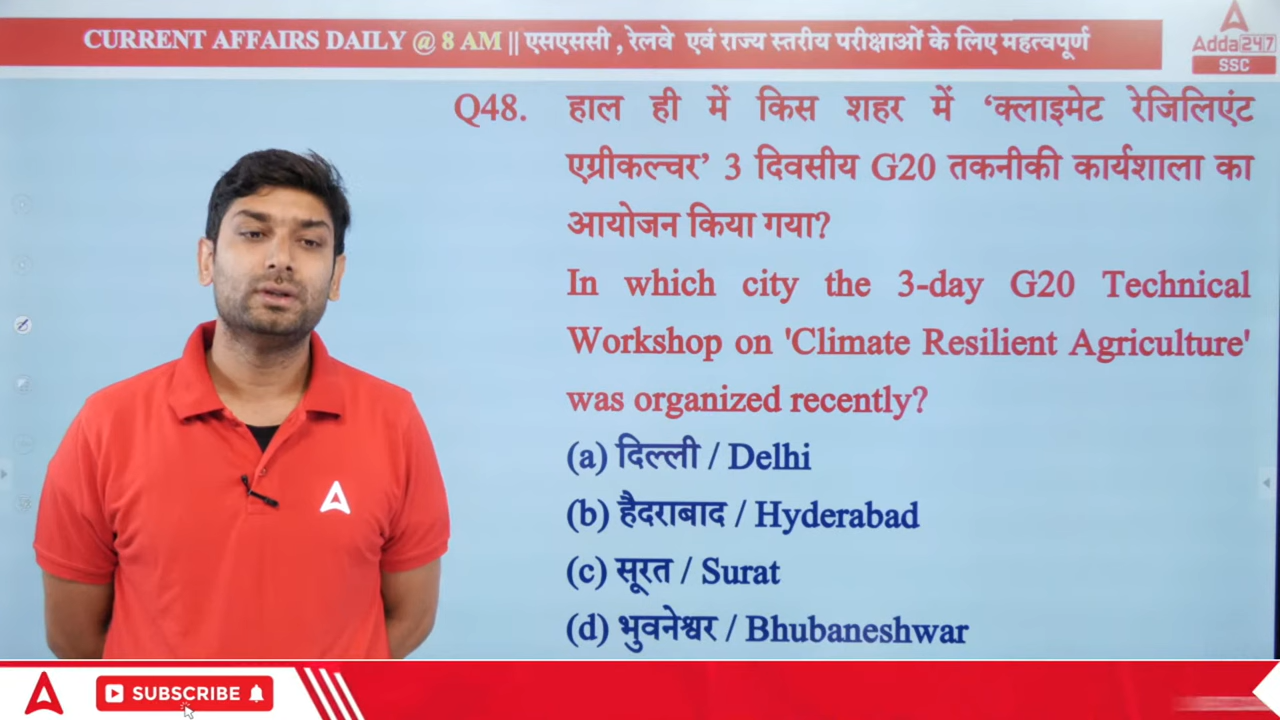 CURRENT AFFAIRS DAILY @ 8 AM || एसएससी , रेलवे एवं राज्य स्तरीय परीक्षाओं के लिए महत्वपूर्ण
Adda247
SSC
Q48. हाल ही में किस शहर में ‘क्लाइमेट रेजिलिएंट
एग्रीकल्चर’ 3 दिवसीय G20 तकनीकी कार्यशाला का
आयोजन किया गया?
In which city the 3-day G20 Technical
Workshop on 'Climate Resilient Agriculture'
was organized recently?
(a) दिल्ली / Delhi
(b) हैदराबाद / Hyderabad
(c) सूरत / Surat
(d) भुवनेश्वर / Bhubaneshwar
SUBSCRIBE